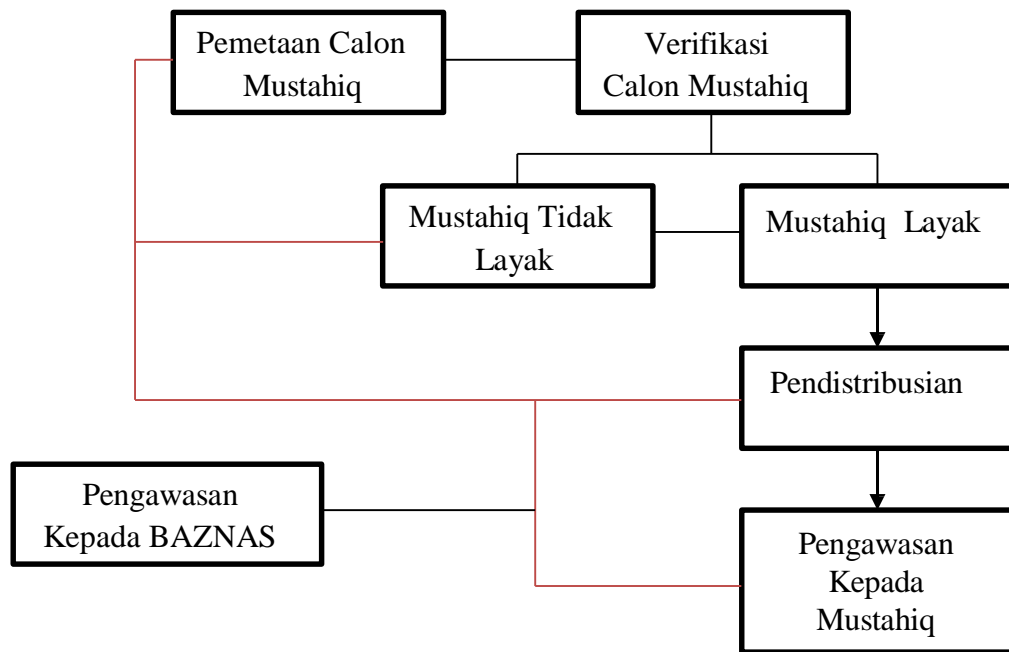 Pemetaan Calon
Mustahiq
Verifikasi
Calon Mustahiq
Mustahiq Tidak
Layak
Mustahiq Layak
Pendistribusian
Pengawasan
Kepada BAZNAS
Pengawasan
Kepada
Mustahiq